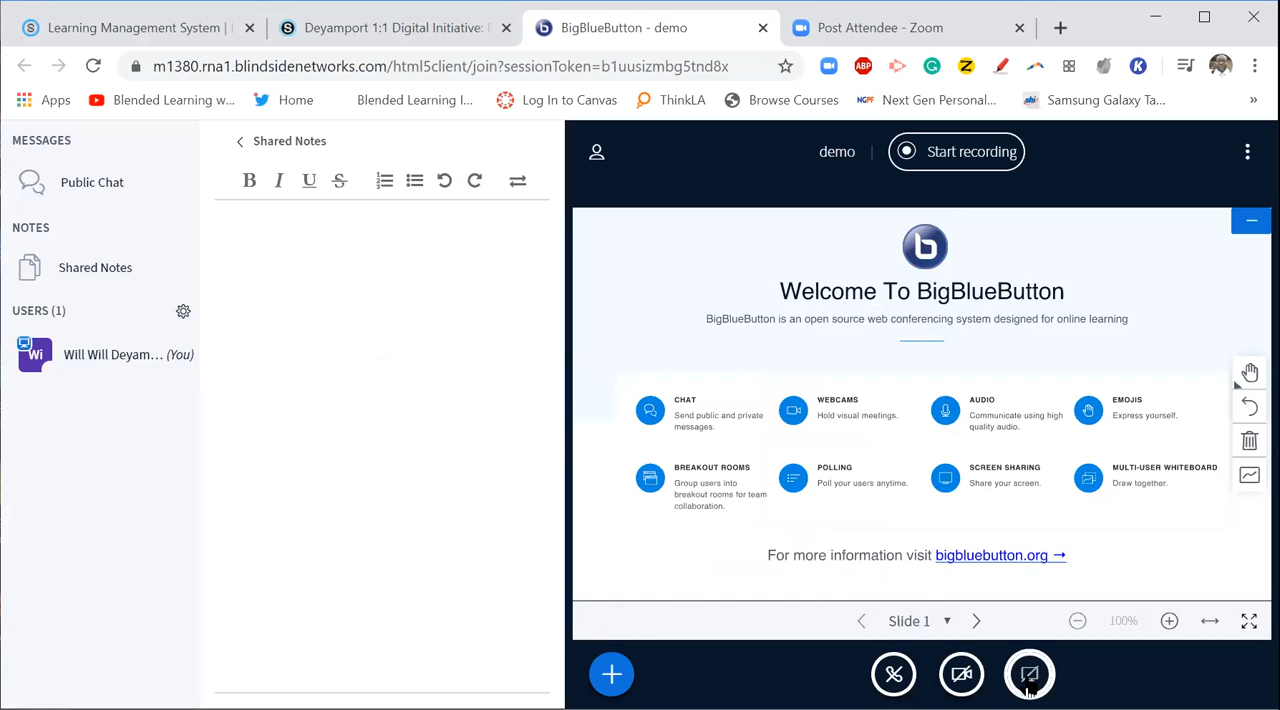 Learning Management System |
Deyamport 1:1 Digital Initiative: E
BigBlueButton - demo
Post Attendee - Zoom
m1380.rna1.blindsidenetworks.com/html5client/join?sessionToken=b1uusizmbg5tnd8x
ABP
Apps
Blended Learning w...
Home
Blended Learning I...
Log In to Canvas
ThinkLA
Browse Courses
NGPF
Next Gen Personal...
Samsung Galaxy Ta...
»
MESSAGES
Public Chat
NOTES
Shared Notes
USERS (1)
Wi
Will Will Deyam... (You)
Shared Notes
B I U S
demo | Start recording
b
Welcome To BigBlueButton
BigBlueButton is an open source web conferencing system designed for online learning
CHAT
Send public and private
messages.
WEBCAMS
Hold visual meetings.
AUDIO
Communicate using high
quality audio.
EMOJIS
Express yourself.
BREAKOUT ROOMS
Group users into
breakout rooms for team
collaboration.
POLLING
Poll your users anytime.
SCREEN SHARING
Share your screen.
MULTI-USER WHITEBOARD
Draw together.
For more information visit bigbluebutton.org →
Slide 1
100%